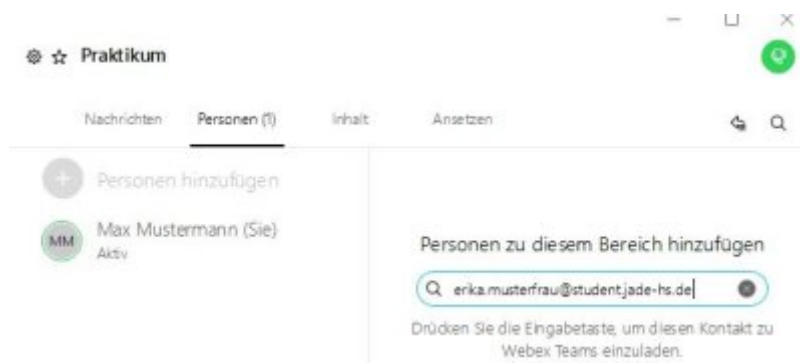 Praktikum
Nachrichten Personen (1) Inhalt Ansetzen
Personen hinzufügen
MM Max Mustermann (Sie)
Aktiv
Personen zu diesem Bereich hinzufügen
erika.musterfrau@student.jade-hs.de
Drücken Sie die Eingabetaste, um diesen Kontakt zu
Webex Teams einzuladen.